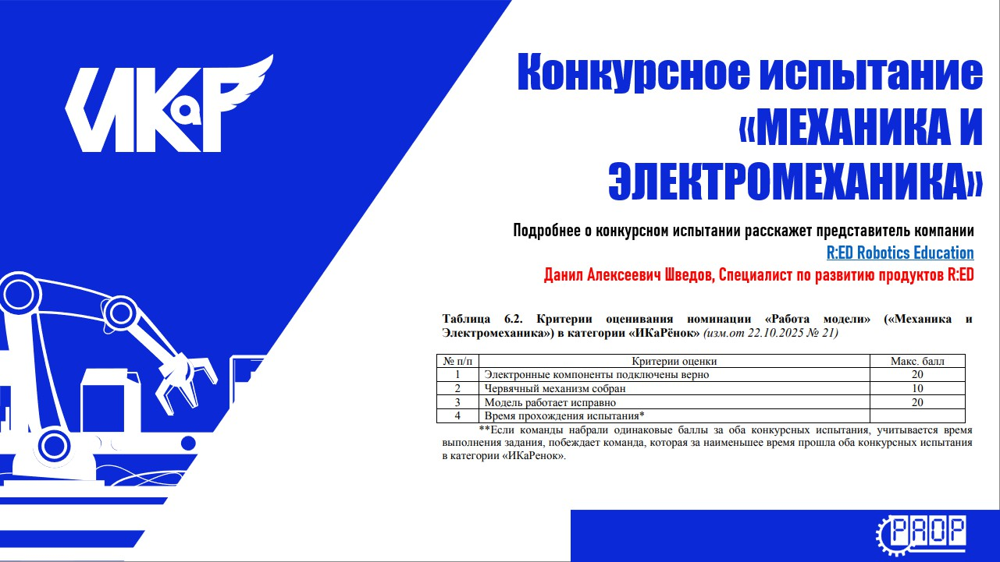 ИКаР
Конкурсное испытание
«МЕХАНИКА И
ЭЛЕКТРОМЕХАНИКА»
Подробнее о конкурсном испытании расскажет представитель компании
R:ED Robotics Education
Данил Алексеевич Шведов, Специалист по развитию продуктов R:ED
Таблица 6.2. Критерии оценивания номинации «Работа модели» («Механика и
Электромеханика») в категории «ИКаРёнок» (изм.от 22.10.2025 № 21)
№ п/п Критерии оценки Макс. балл
1 Электронные компоненты подключены верно 20
2 Червячный механизм собран 10
3 Модель работает исправно 20
4 Время прохождения испытания*
**Если команды набрали одинаковые баллы за оба конкурсных испытания, учитывается время
выполнения задания, побеждает команда, которая за наименьшее время прошла оба конкурсных испытания
в категории «ИКаРенок».
РАОР